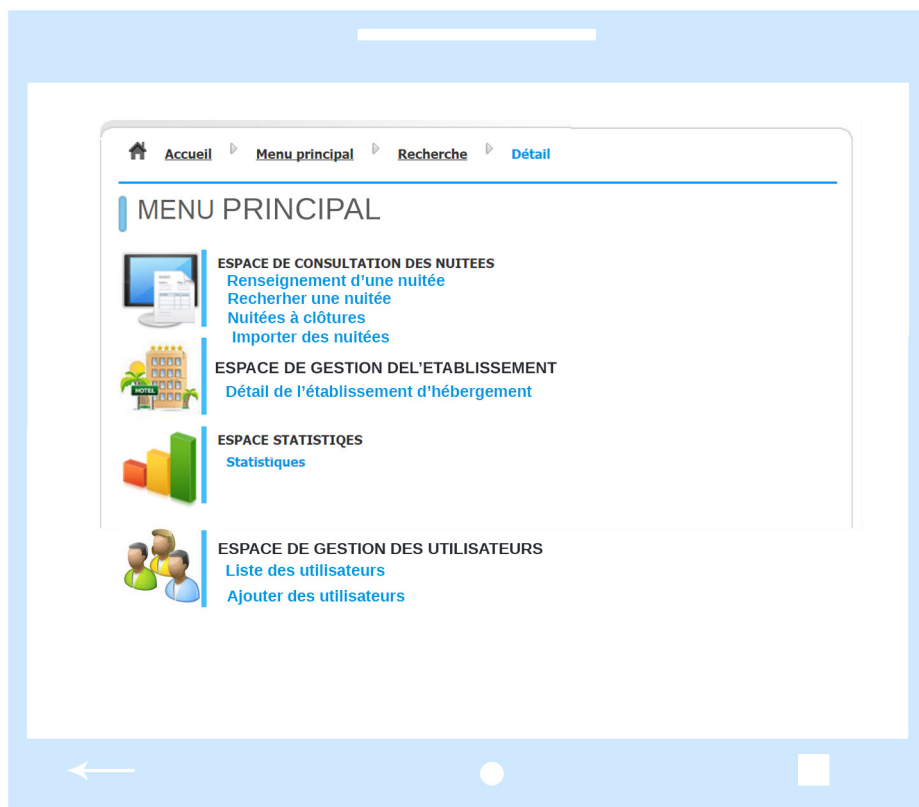 Accueil Menu principal Recherche Détail
MENU PRINCIPAL
ESPACE DE CONSULTATION DES NUITEES
Renseignement d’une nuitée
Recherher une nuitée
Nuitées à clôtures
Importer des nuitées
HOTEL
ESPACE DE GESTION DEL’ETABLISSEMENT
Détail de l’établissement d’hébergement
ESPACE STATISTIQES
Statistiques
ESPACE DE GESTION DES UTILISATEURS
Liste des utilisateurs
Ajouter des utilisateurs